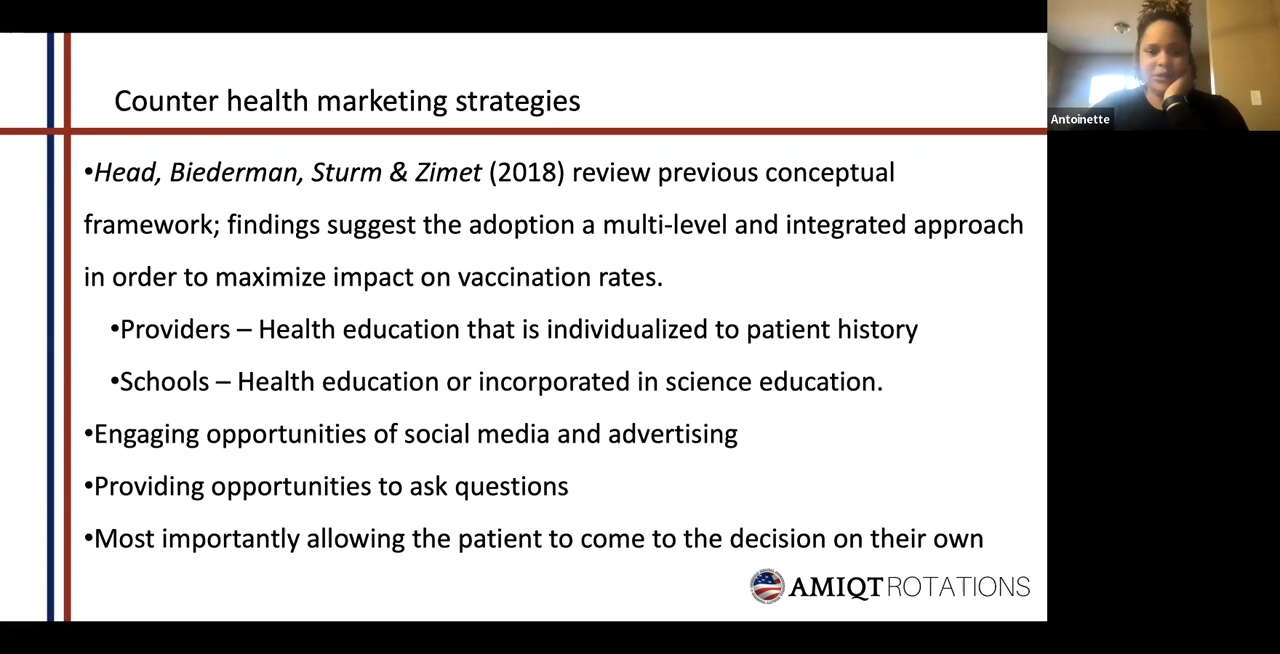 Counter health marketing strategies
•Head, Biederman, Sturm & Zimet (2018) review previous conceptual
framework; findings suggest the adoption a multi-level and integrated approach
in order to maximize impact on vaccination rates.
•Providers – Health education that is individualized to patient history
•Schools – Health education or incorporated in science education.
•Engaging opportunities of social media and advertising
•Providing opportunities to ask questions
•Most importantly allowing the patient to come to the decision on their own
AMIQT ROTATIONS
Antoinette